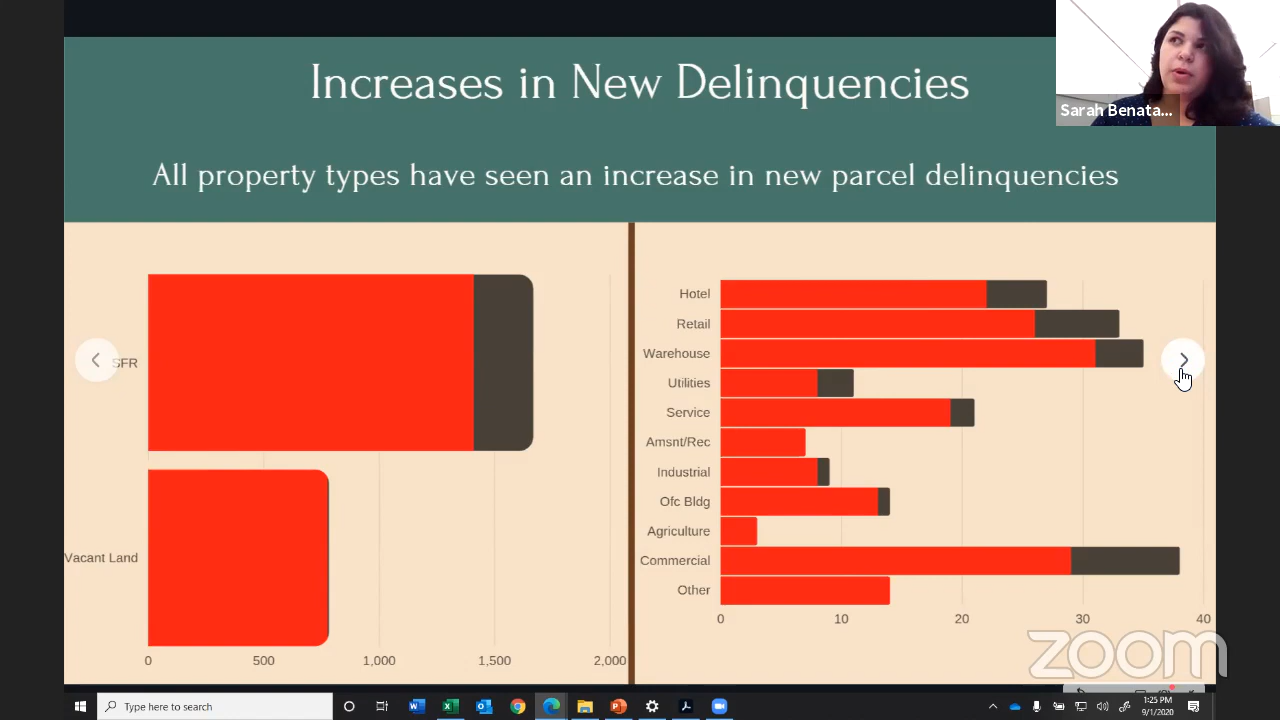 Increases in New Delinquencies
All property types have seen an increase in new parcel delinquencies
Sarah Benata...
SFR
Vacant Land
0 500 1,000 1,500 2,000
Hotel
Retail
Warehouse
Utilities
Service
Amsnt/Rec
Industrial
Ofc Bldg
Agriculture
Commercial
Other
0 10 20 30 40
zoom
Type here to search
1:25 PM
9/1/2020